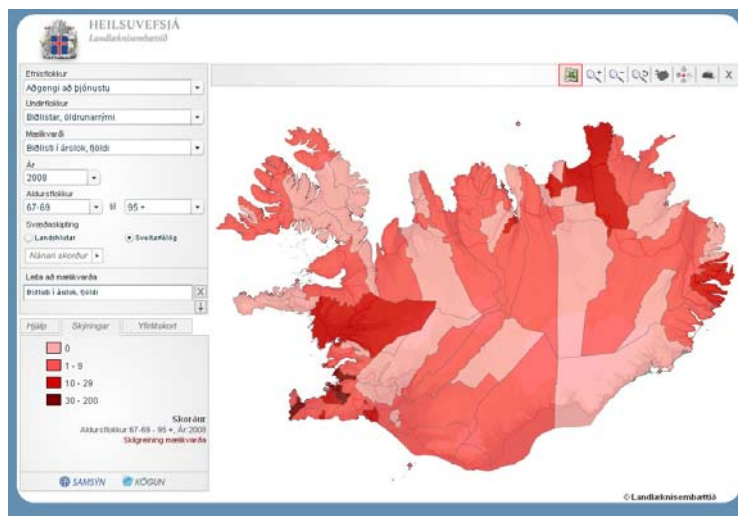 HEILSUVEFSJÁ
Landlæknisembættið
Efnisflokkur
Aðgengi að þjónustu
Undirflokkur
Biðlistar, öldrunarrými
Mælikvarði
Biðlisti í árslok, fjöldi
Ár
2008
Aldursflokkur
67-69 til 95 +
Svæðaskipting
Landshlutar Sveitarfélög
Nánari skorður
Leita að mælikvarða
Biðlisti í árslok, fjöldi X
Hjálp Skýringar Yfirlitskort
0
1 - 9
10 - 29
30 - 200
Skorður
Aldursflokkur:67-69 - 95 +, Ár:2008
Skilgreining mælikvarða
SAMSÝN KÖGUN
X
©Landlæknisembættið